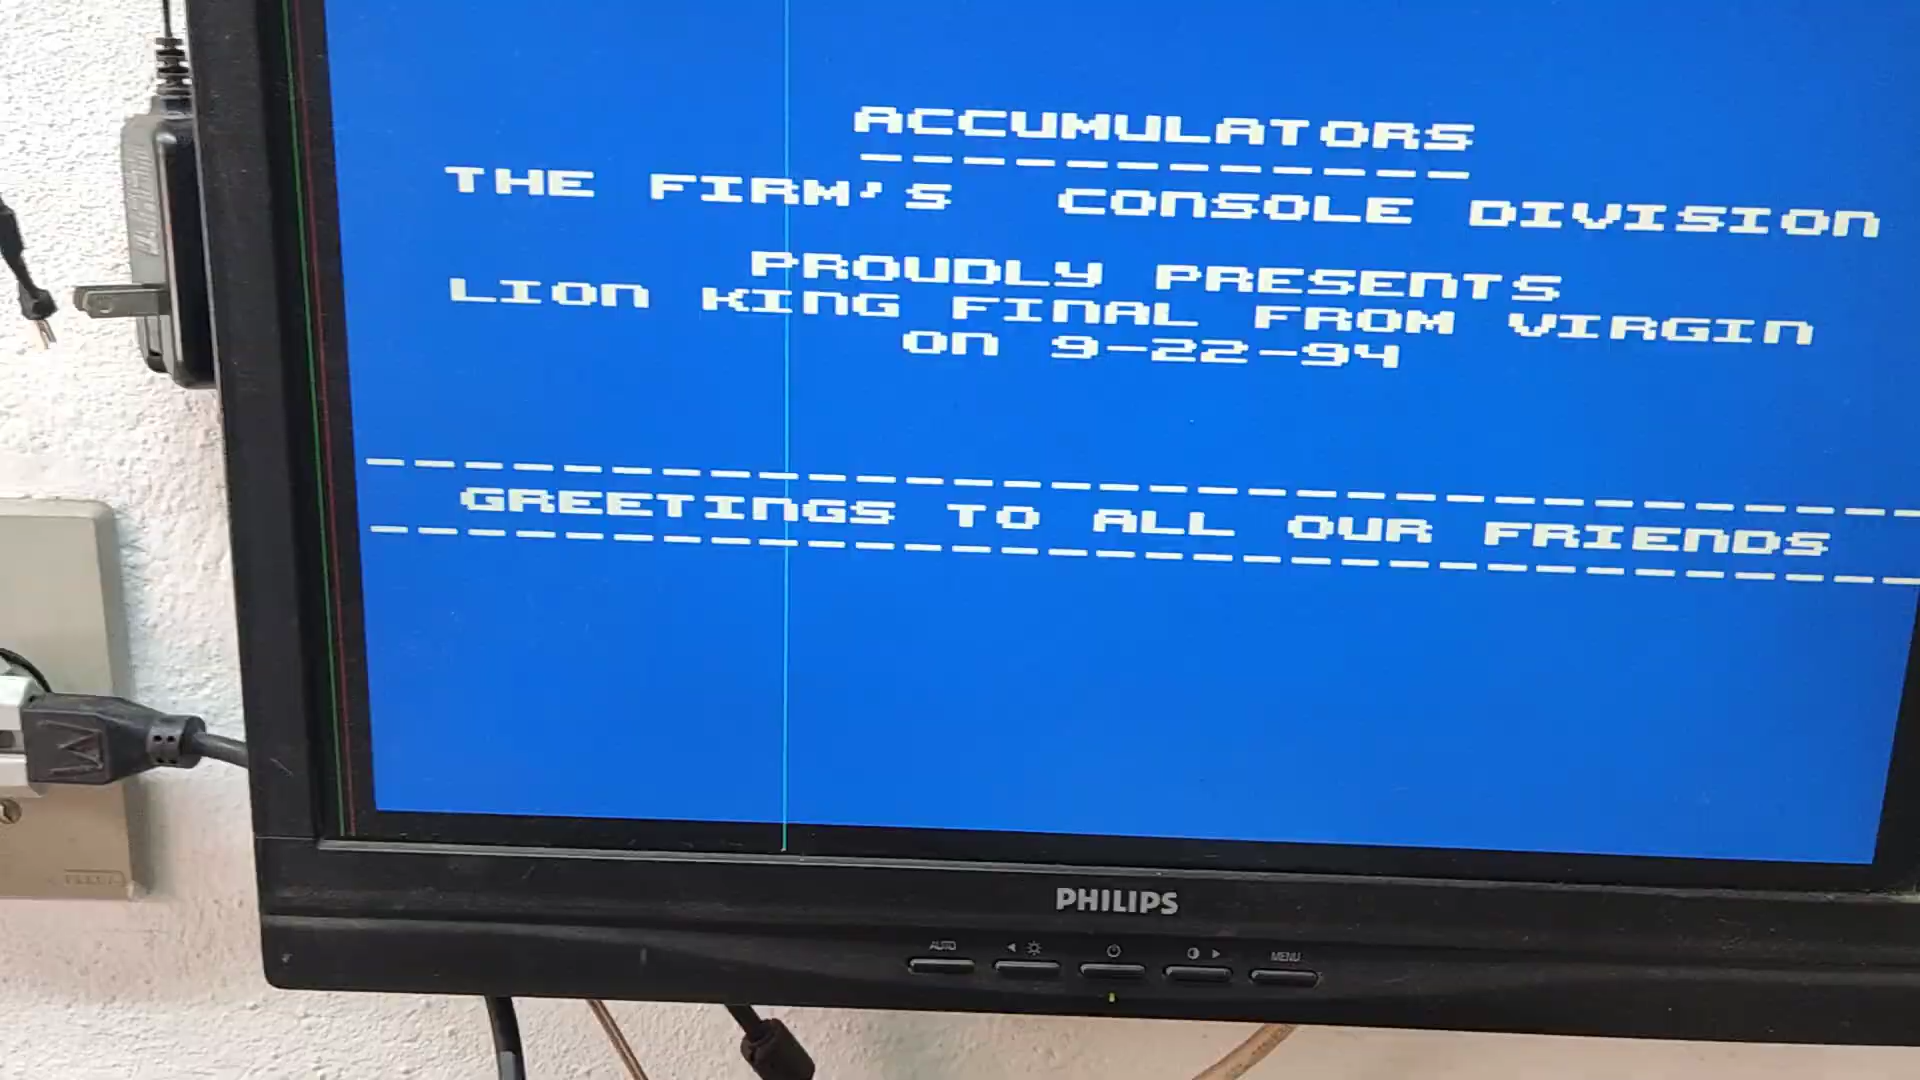 ACCUMULATORS
------------
THE FIRM'S CONSOLE DIVISION
PROUDLY PRESENTS
LION KING FINAL FROM VIRGIN
ON 9-22-94
--------------------------------
GREETINGS TO ALL OUR FRIENDS
--------------------------------
PHILIPS
AUTO
MENU